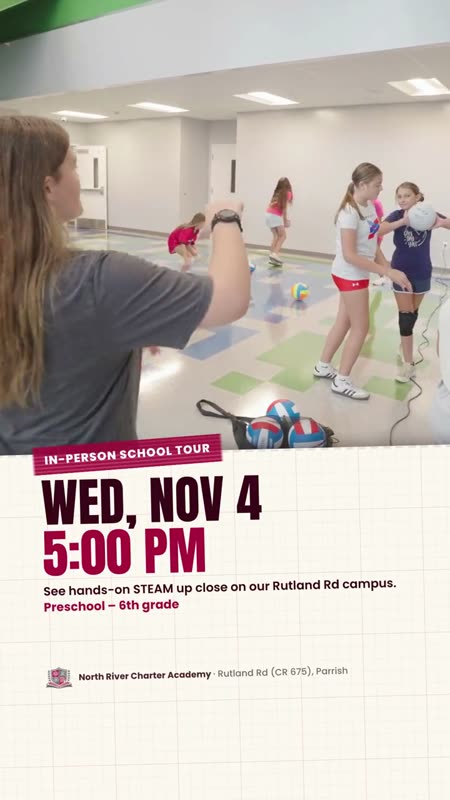 IN-PERSON SCHOOL TOUR
WED, NOV 4
5:00 PM
See hands-on STEAM up close on our Rutland Rd campus.
Preschool – 6th grade
North River Charter Academy · Rutland Rd (CR 675), Parrish